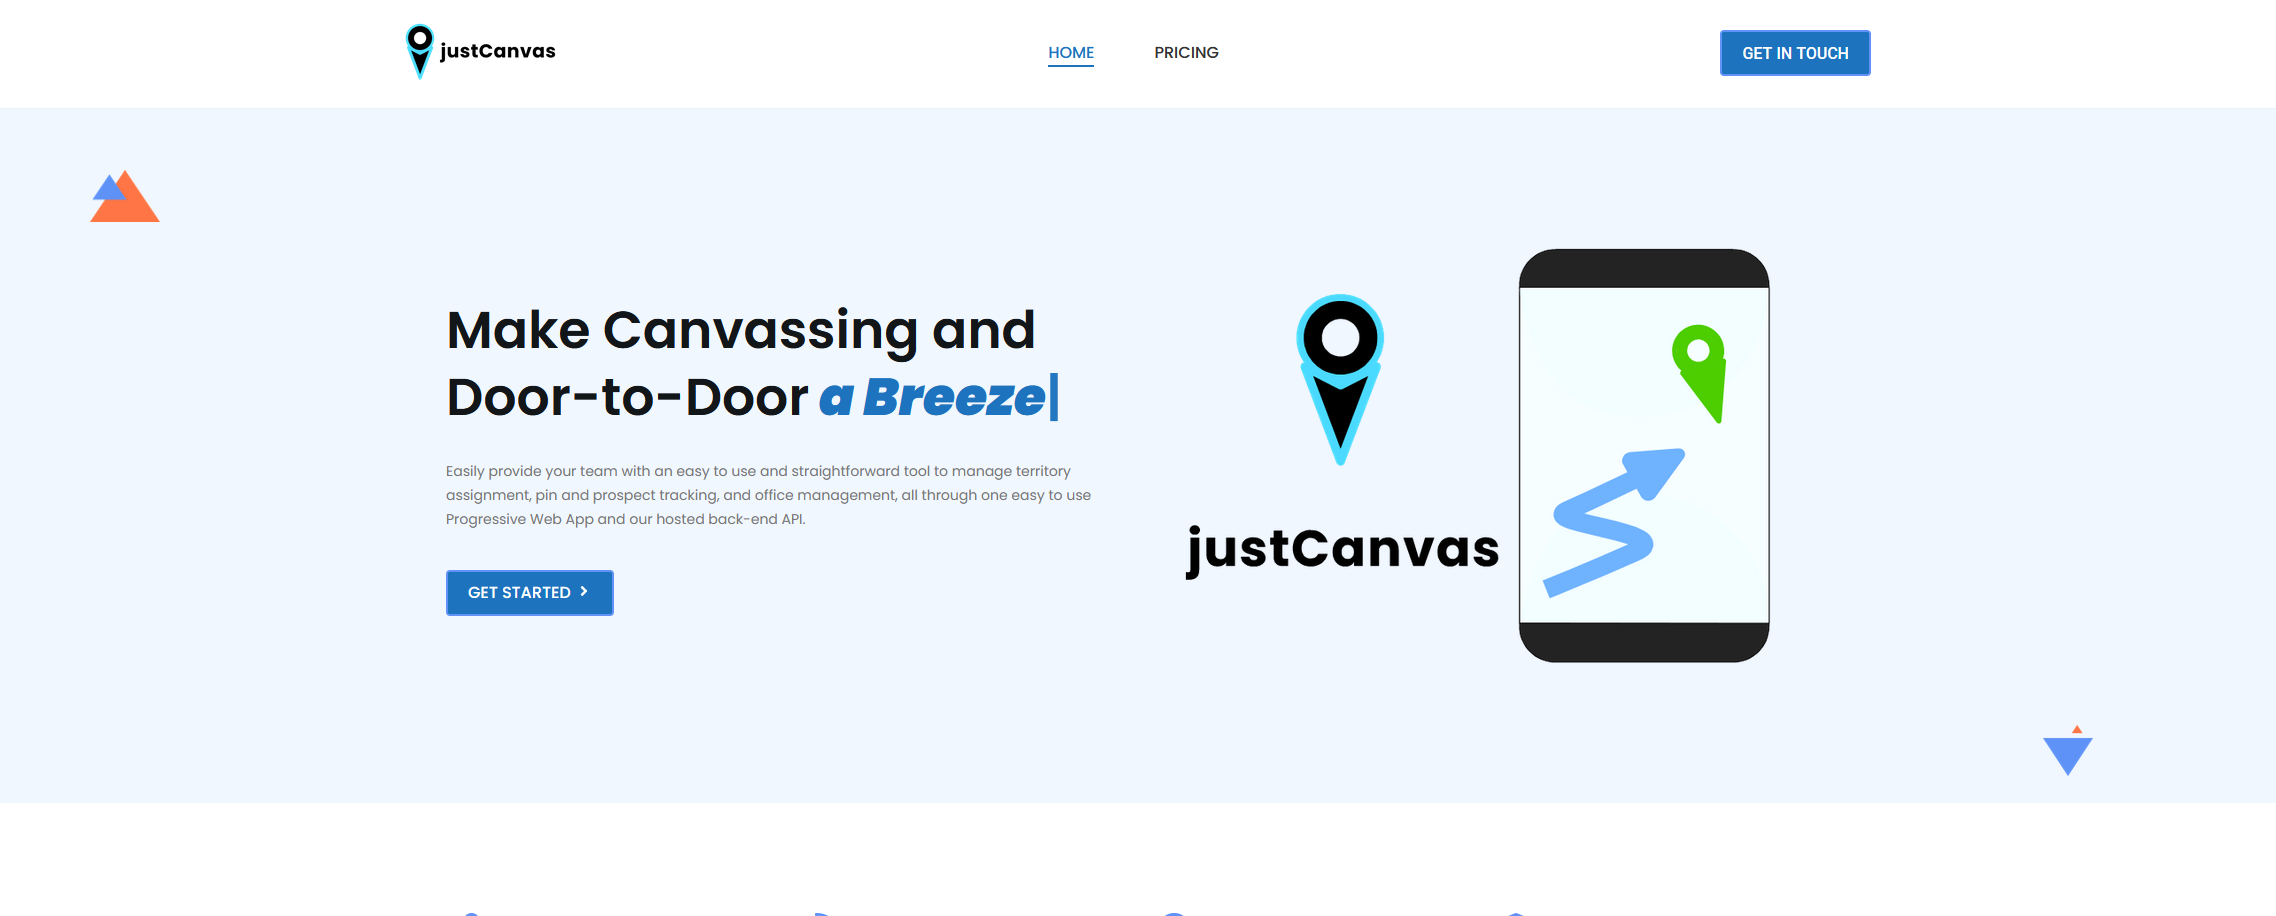 justCanvas
HOME
PRICING
GET IN TOUCH
Make Canvassing and
Door-to-Door a Breeze|
Easily provide your team with an easy to use and straightforward tool to manage territory
assignment, pin and prospect tracking, and office management, all through one easy to use
Progressive Web App and our hosted back-end API.
GET STARTED
justCanvas